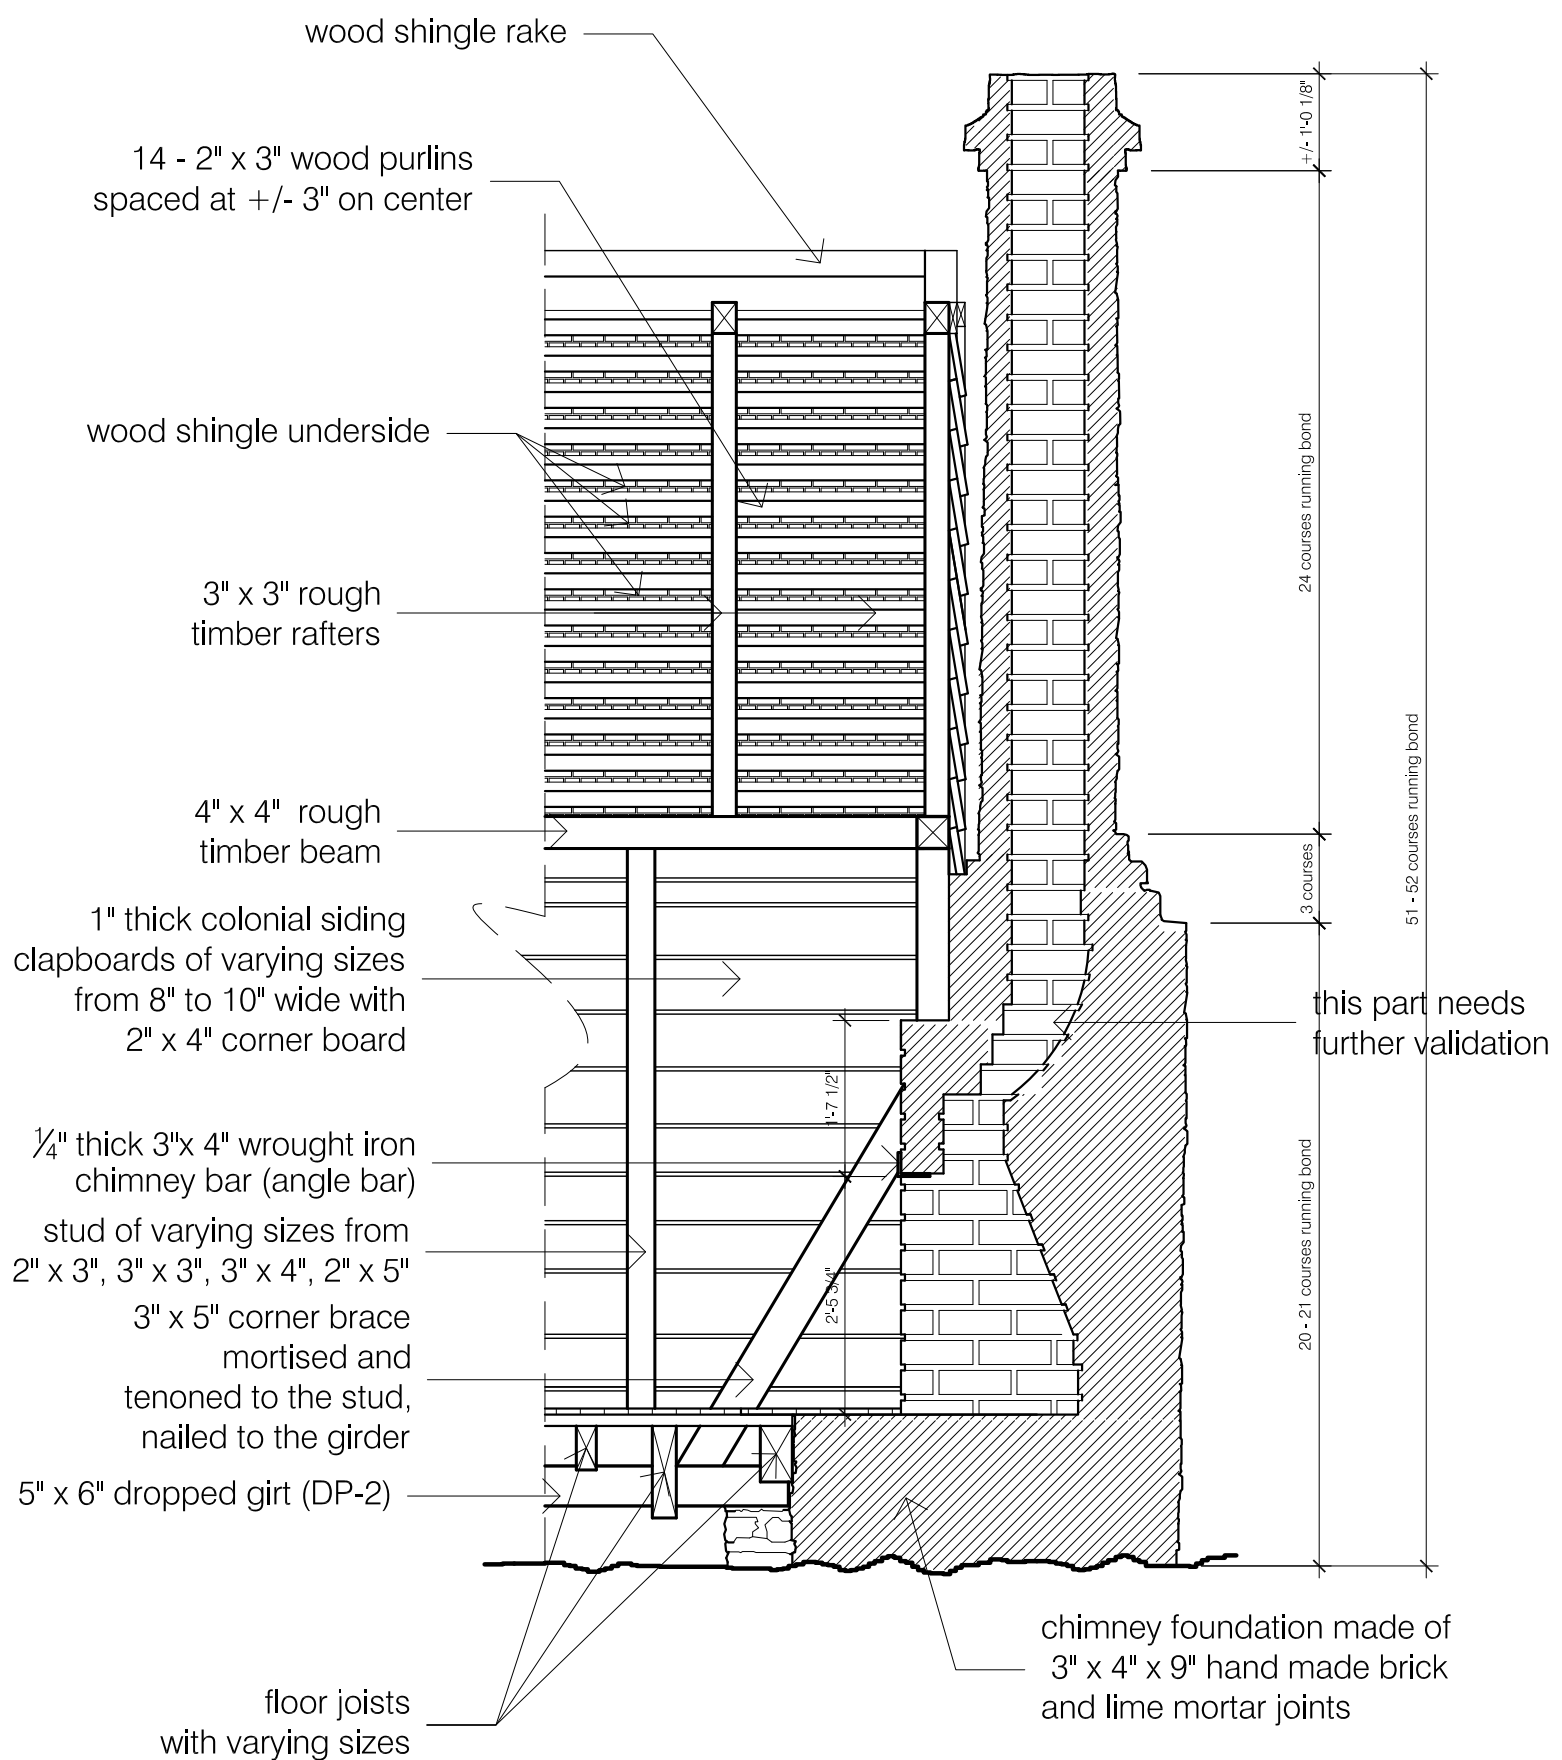 wood shingle rake
14 - 2" x 3" wood purlins
spaced at +/- 3" on center
wood shingle underside
3" x 3" rough
timber rafters
4" x 4" rough
timber beam
1" thick colonial siding
clapboards of varying sizes
from 8" to 10" wide with
2" x 4" corner board
¼" thick 3"x 4" wrought iron
chimney bar (angle bar)
stud of varying sizes from
2" x 3", 3" x 3", 3" x 4", 2" x 5"
3" x 5" corner brace
mortised and
tenoned to the stud,
nailed to the girder
5" x 6" dropped girt (DP-2)
floor joists
with varying sizes
1'-7 1/2"
2'-5 3/4"
+/- 1'-0 1/8"
24 courses running bond
3 courses
20 - 21 courses running bond
51 - 52 courses running bond
this part needs
further validation
chimney foundation made of
3" x 4" x 9" hand made brick
and lime mortar joints